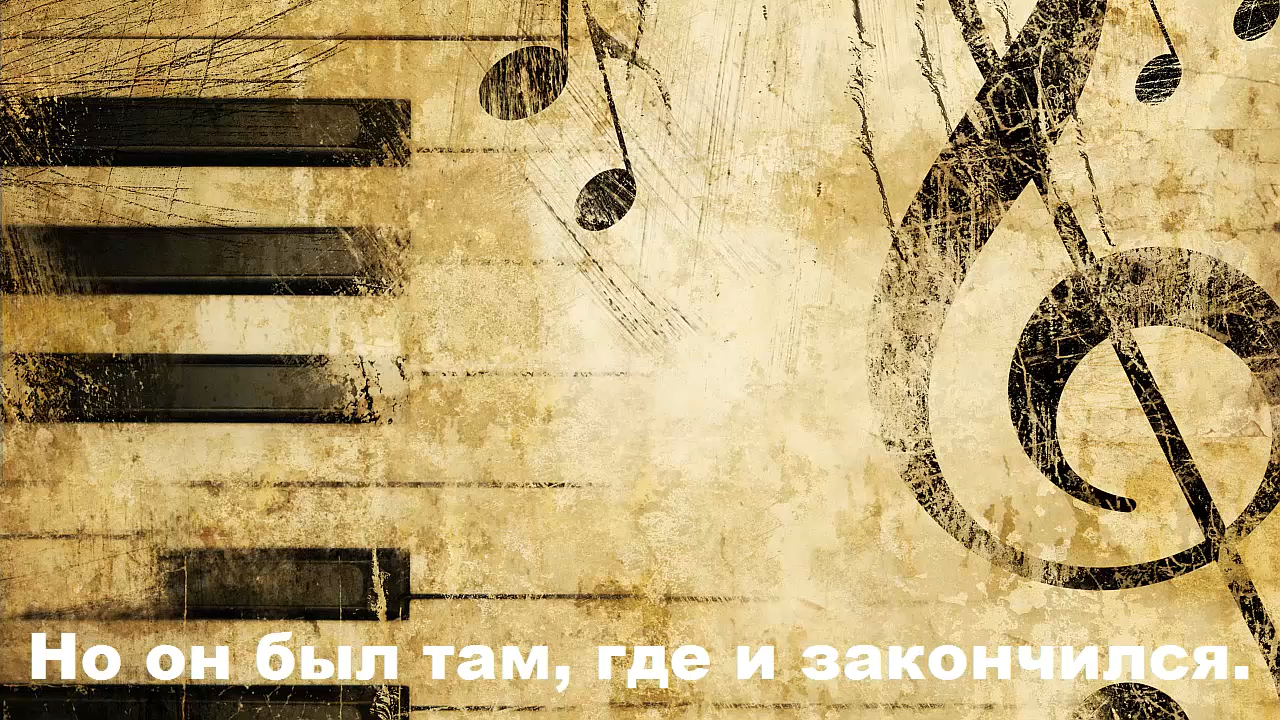 Но он был там, где и закончился.